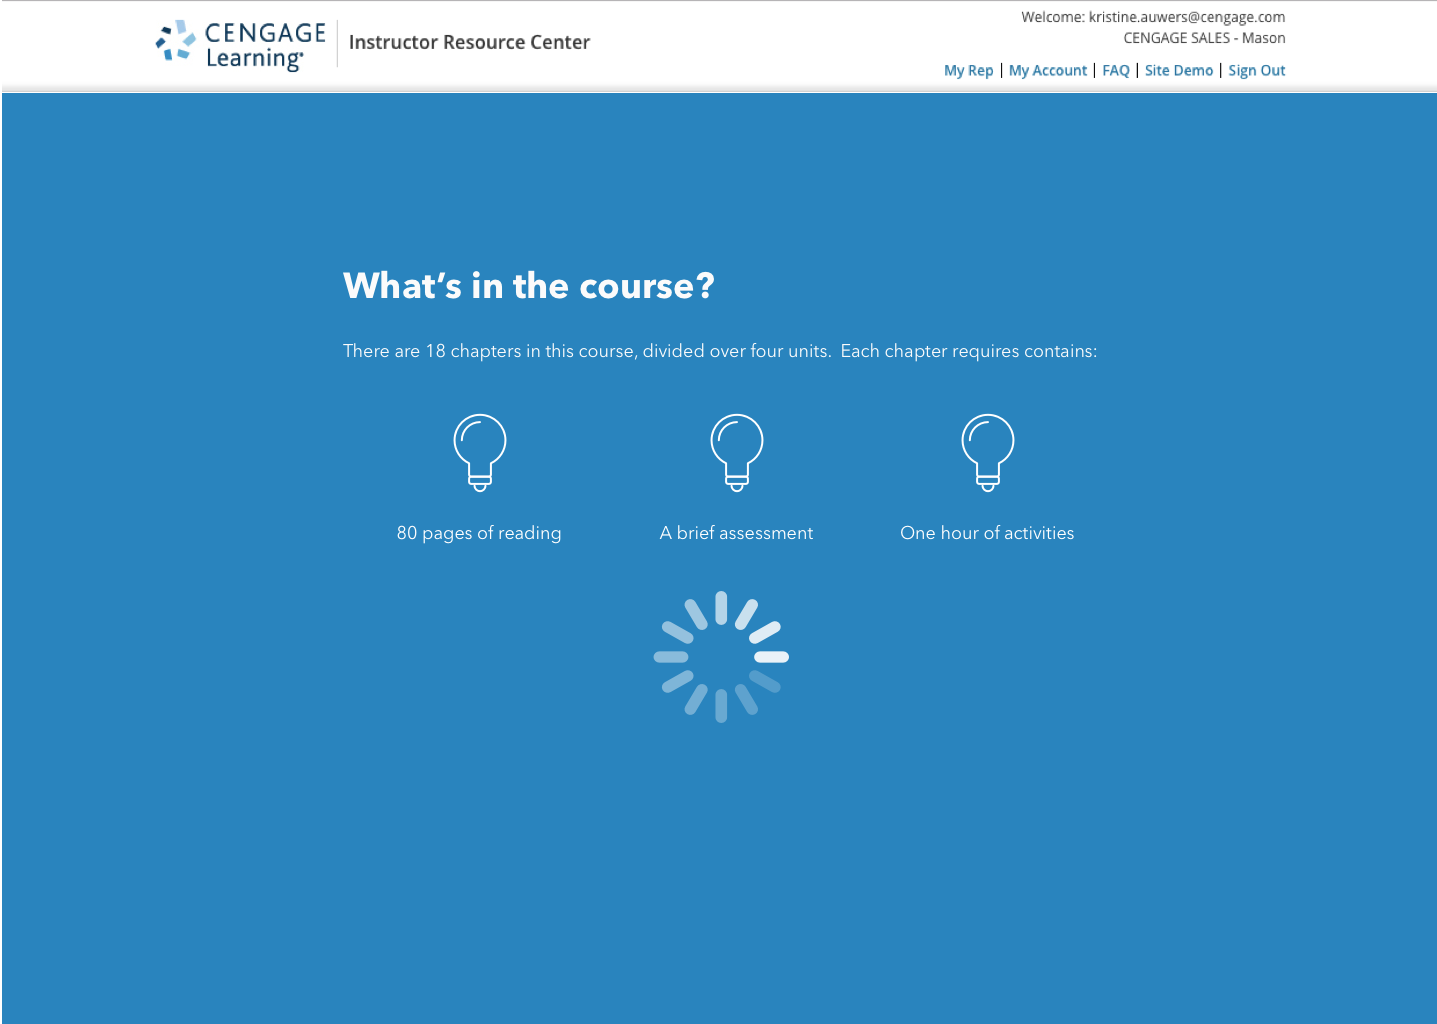 CENGAGE
Learning®
Instructor Resource Center
Welcome: kristine.auwers@cengage.com
CENGAGE SALES - Mason
My Rep | My Account | FAQ | Site Demo | Sign Out
What's in the course?
There are 18 chapters in this course, divided over four units. Each chapter requires contains:
80 pages of reading
A brief assessment
One hour of activities